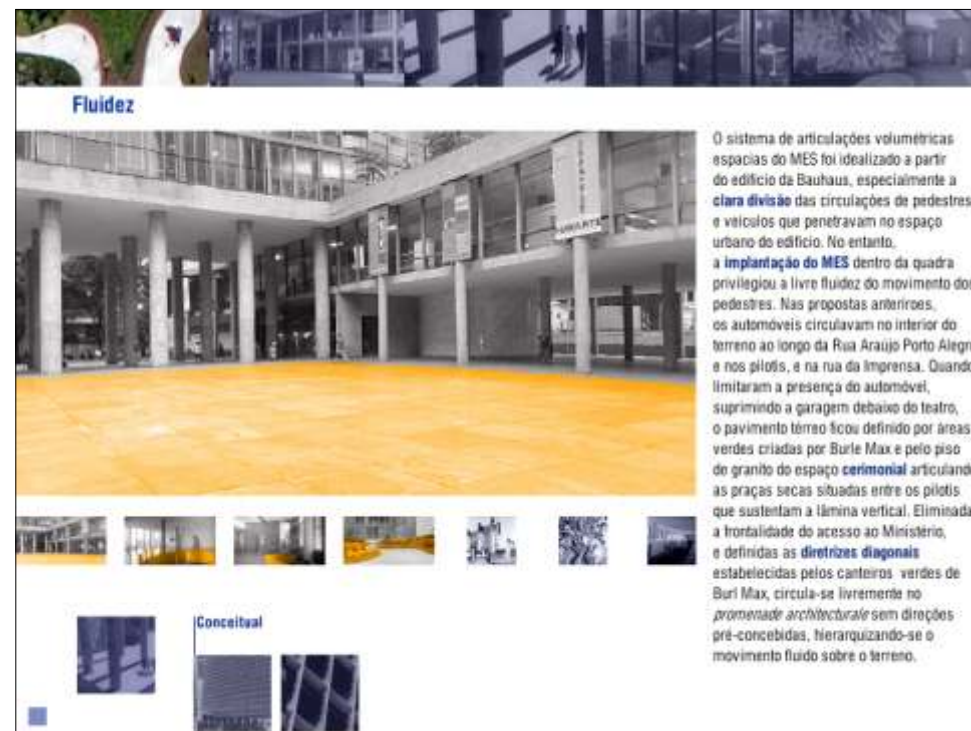 Fluidez
O sistema de articulações volumétricas
espacias do MES foi idealizado a partir
do edifício da Bauhaus, especialmente a
clara divisão das circulações de pedestres
e veículos que penetravam no espaço
urbano do edifício. No entanto,
a implantação do MES dentro da quadra
privilegiou a livre fluidez do movimento dos
pedestres. Nas propostas anteriroes,
os automóveis circulavam no interior do
terreno ao longo da Rua Araújo Porto Alegre
e nos pilotis, e na rua da Imprensa. Quando
limitaram a presença do automóvel,
suprimindo a garagem debaixo do teatro,
o pavimento térreo ficou definido por áreas
verdes criadas por Burle Max e pelo piso
de granito do espaço cerimonial articulando
as praças secas situadas entre os pilotis
que sustentam a lâmina vertical. Eliminada
a frontalidade do acesso ao Ministério,
e definidas as diretrizes diagonais
estabelecidas pelos canteiros verdes de
Burl Max, circula-se livremente no
promenade architecturale sem direções
pré-concebidas, hierarquizando-se o
movimento fluido sobre o terreno.
Conceitual